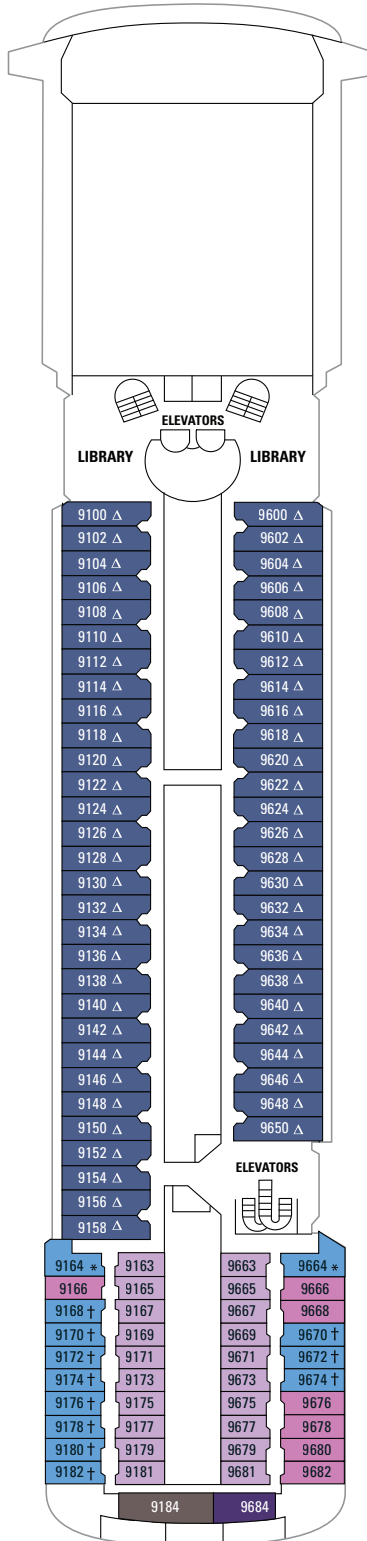 ELEVATORS
LIBRARY LIBRARY
9100 Δ 9600 Δ
9102 Δ 9602 Δ
9104 Δ 9604 Δ
9106 Δ 9606 Δ
9108 Δ 9608 Δ
9110 Δ 9610 Δ
9112 Δ 9612 Δ
9114 Δ 9614 Δ
9116 Δ 9616 Δ
9118 Δ 9618 Δ
9120 Δ 9620 Δ
9122 Δ 9622 Δ
9124 Δ 9624 Δ
9126 Δ 9626 Δ
9128 Δ 9628 Δ
9130 Δ 9630 Δ
9132 Δ 9632 Δ
9134 Δ 9634 Δ
9136 Δ 9636 Δ
9138 Δ 9638 Δ
9140 Δ 9640 Δ
9142 Δ 9642 Δ
9144 Δ 9644 Δ
9146 Δ 9646 Δ
9148 Δ 9648 Δ
9150 Δ 9650 Δ
9152 Δ
9154 Δ ELEVATORS
9156 Δ
9158 Δ
9164 * 9163 9663 9664 *
9166 9165 9665 9666
9168 † 9167 9667 9668
9170 † 9169 9669 9670 †
9172 † 9171 9671 9672 †
9174 † 9173 9673 9674 †
9176 † 9175 9675 9676
9178 † 9177 9677 9678
9180 † 9179 9679 9680
9182 † 9181 9681 9682
9184 9684